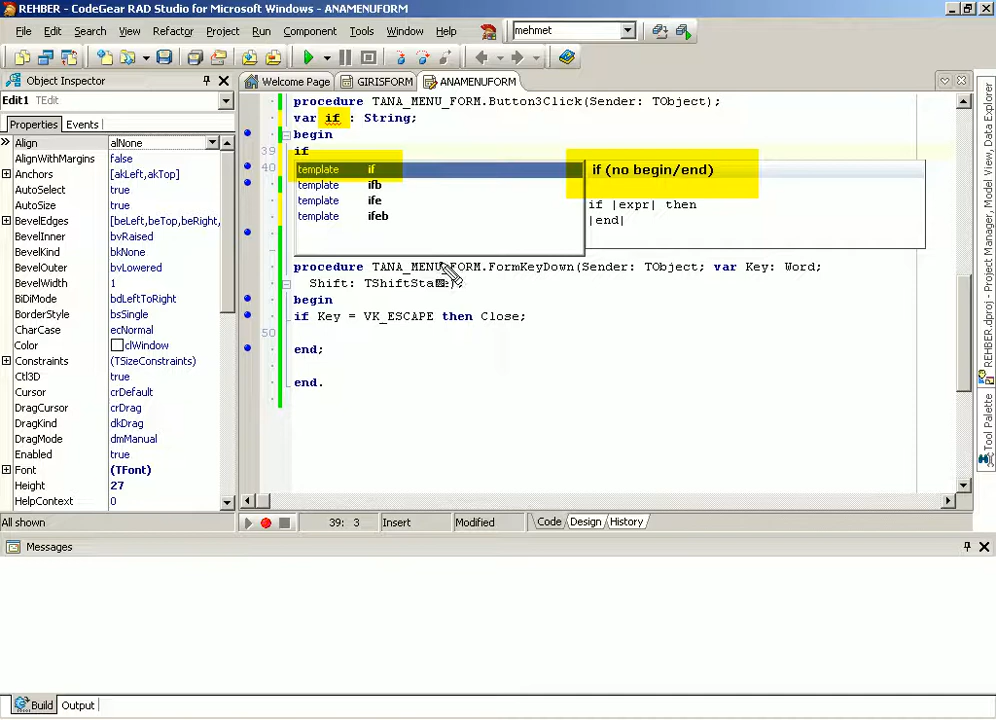 REHBER - CodeGear RAD Studio for Microsoft Windows - ANAMENUFORM
File Edit Search View Refactor Project Run Component Tools Window Help mehmet
Object Inspector
Welcome Page GIRISFORM ANAMENUFORM
Edit1 TEdit
Properties Events
Align alNone
AlignWithMargins false
Anchors [akLeft,akTop]
AutoSelect true
AutoSize true
BevelEdges [beLeft,beTop,beRight,
BevelInner bvRaised
BevelKind bkNone
BevelOuter bvLowered
BevelWidth 1
BiDiMode bdLeftToRight
BorderStyle bsSingle
CharCase ecNormal
Color clWindow
Constraints (TSizeConstraints)
Ctl3D true
Cursor crDefault
DragCursor crDrag
DragKind dkDrag
DragMode dmManual
Enabled true
Font (TFont)
Height 27
HelpContext 0
All shown
procedure TANA_MENU_FORM.Button3Click(Sender: TObject);
var if : String;
begin
39 if
40
template if
template ifb
template ife
template ifeb
if (no begin/end)
if |expr| then
|end|
procedure TANA_MENU_FORM.FormKeyDown(Sender: TObject; var Key: Word;
Shift: TShiftState);
begin
if Key = VK_ESCAPE then Close;
50
end;
end.
39: 3 Insert Modified Code Design History
REHBER.dproj - Project Manager, Model View, Data Explorer
Tool Palette
Messages
Build Output